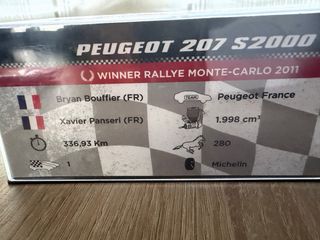 PEUGEOT 207 S2000
WINNER RALLYE MONTE-CARLO 2011
Bryan Bouffier (FR)
TEAM
Peugeot France
Xavier Panseri (FR)
1.998 cm³
336,93 Km
280
1
Michelin